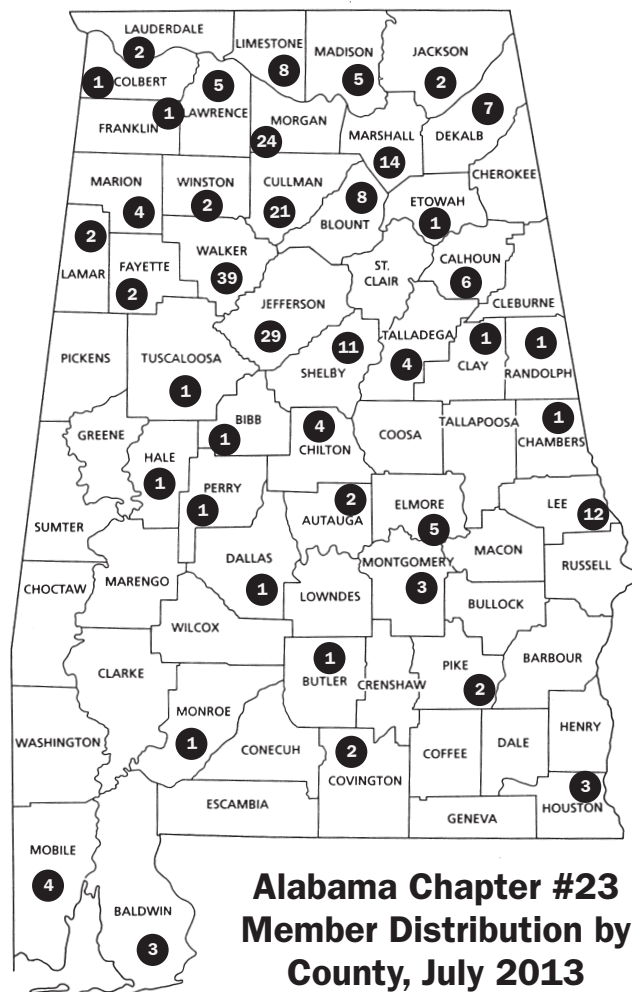 LAUDERDALE
2
LIMESTONE
8
MADISON
5
JACKSON
2
1
COLBERT
5
LAWRENCE
7
DEKALB
1
FRANKLIN
MORGAN
24
MARSHALL
14
CHEROKEE
MARION
4
WINSTON
2
CULLMAN
21
8
BLOUNT
ETOWAH
1
2
LAMAR
FAYETTE
2
WALKER
39
ST.
CLAIR
CALHOUN
6
CLEBURNE
JEFFERSON
29
PICKENS
TUSCALOOSA
1
11
SHELBY
TALLADEGA
4
1
CLAY
1
RANDOLPH
GREENE
BIBB
1
4
CHILTON
COOSA
TALLAPOOSA
1
CHAMBERS
HALE
1
PERRY
1
2
AUTAUGA
ELMORE
5
LEE
12
SUMTER
DALLAS
1
MONTGOMERY
3
MACON
RUSSELL
CHOCTAW
MARENGO
LOWNDES
BULLOCK
WILCOX
CLARKE
1
BUTLER
CRENSHAW
PIKE
2
BARBOUR
MONROE
1
WASHINGTON
CONECUH
2
COVINGTON
COFFEE
DALE
HENRY
ESCAMBIA
GENEVA
3
HOUSTON
MOBILE
4
BALDWIN
3
Alabama Chapter #23
Member Distribution by
County, July 2013